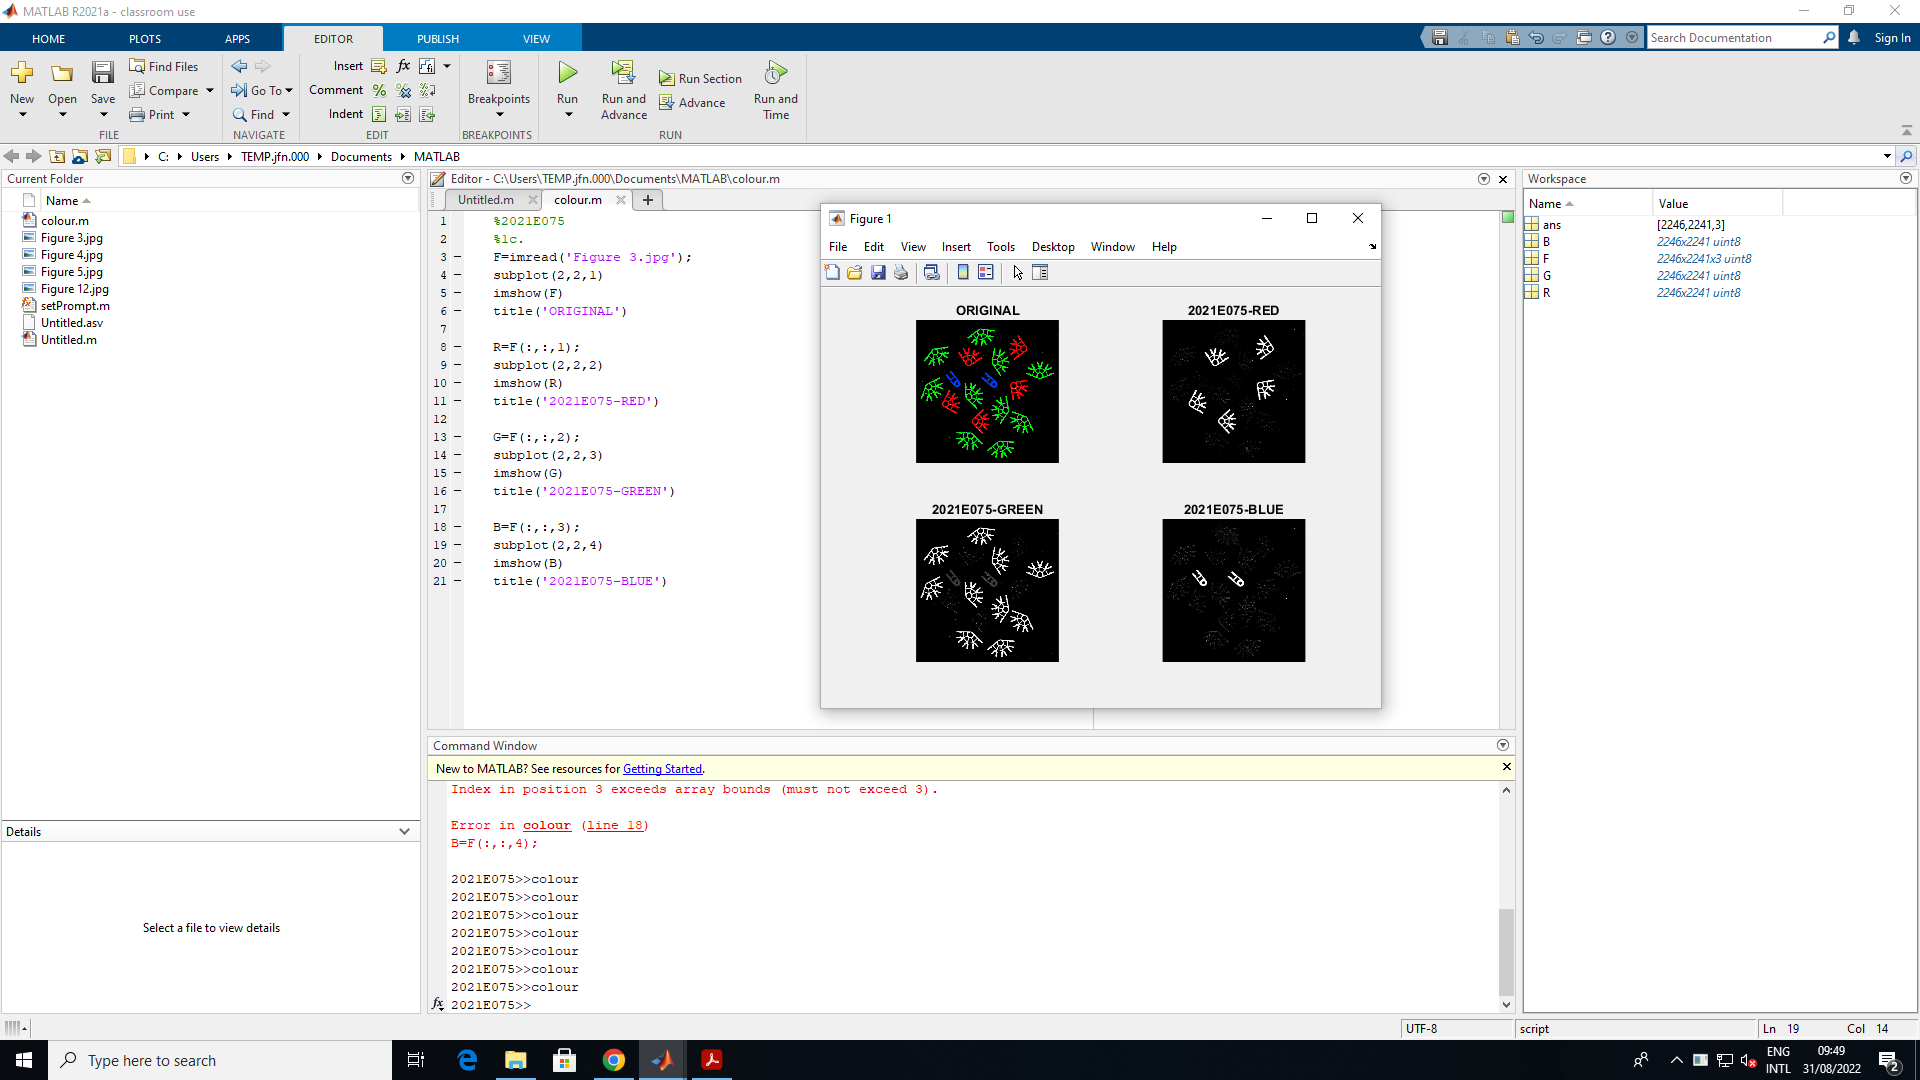 MATLAB R2021a - classroom use
HOME PLOTS APPS EDITOR PUBLISH VIEW
Search Documentation
Sign In
New Open Save
Find Files
Compare
Print
FILE
Go To
Find
NAVIGATE
Insert fx
Comment
Indent
EDIT
Breakpoints
BREAKPOINTS
Run
Run and Advance
Run Section
Advance
Run and Time
RUN
C: Users TEMP.jfn.000 Documents MATLAB
Current Folder
Name
colour.m
Figure 3.jpg
Figure 4.jpg
Figure 5.jpg
Figure 12.jpg
setPrompt.m
Untitled.asv
Untitled.m
Details
Select a file to view details
Editor - C:\Users\TEMP.jfn.000\Documents\MATLAB\colour.m
Untitled.m colour.m
1 %2021E075
2 %1c.
3 F=imread('Figure 3.jpg');
4 subplot(2,2,1)
5 imshow(F)
6 title('ORIGINAL')
7
8 R=F(:,:,1);
9 subplot(2,2,2)
10 imshow(R)
11 title('2021E075-RED')
12
13 G=F(:,:,2);
14 subplot(2,2,3)
15 imshow(G)
16 title('2021E075-GREEN')
17
18 B=F(:,:,3);
19 subplot(2,2,4)
20 imshow(B)
21 title('2021E075-BLUE')
Figure 1
File Edit View Insert Tools Desktop Window Help
ORIGINAL
2021E075-RED
2021E075-GREEN
2021E075-BLUE
Command Window
New to MATLAB? See resources for Getting Started.
Index in position 3 exceeds array bounds (must not exceed 3).
Error in colour (line 18)
B=F(:,:,4);
2021E075>>colour
2021E075>>colour
2021E075>>colour
2021E075>>colour
2021E075>>colour
2021E075>>colour
2021E075>>colour
fx 2021E075>>
Workspace
Name Value
ans [2246,2241,3]
B 2246x2241 uint8
F 2246x2241x3 uint8
G 2246x2241 uint8
R 2246x2241 uint8
UTF-8 script Ln 19 Col 14
Type here to search
ENG
INTL
09:49
31/08/2022
2